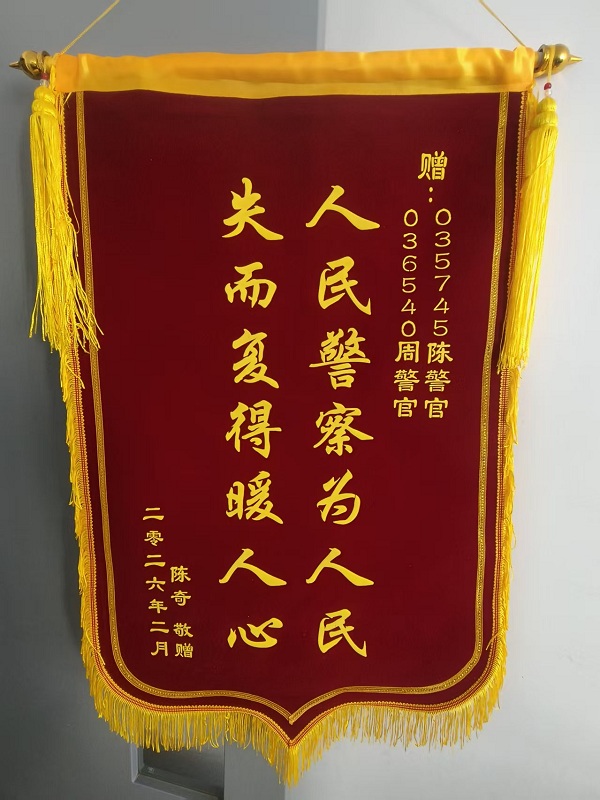 赠：035745陈警官
036540周警官
人民警察为人民
失而复得暖人心
陈奇 敬赠
二零二六年二月